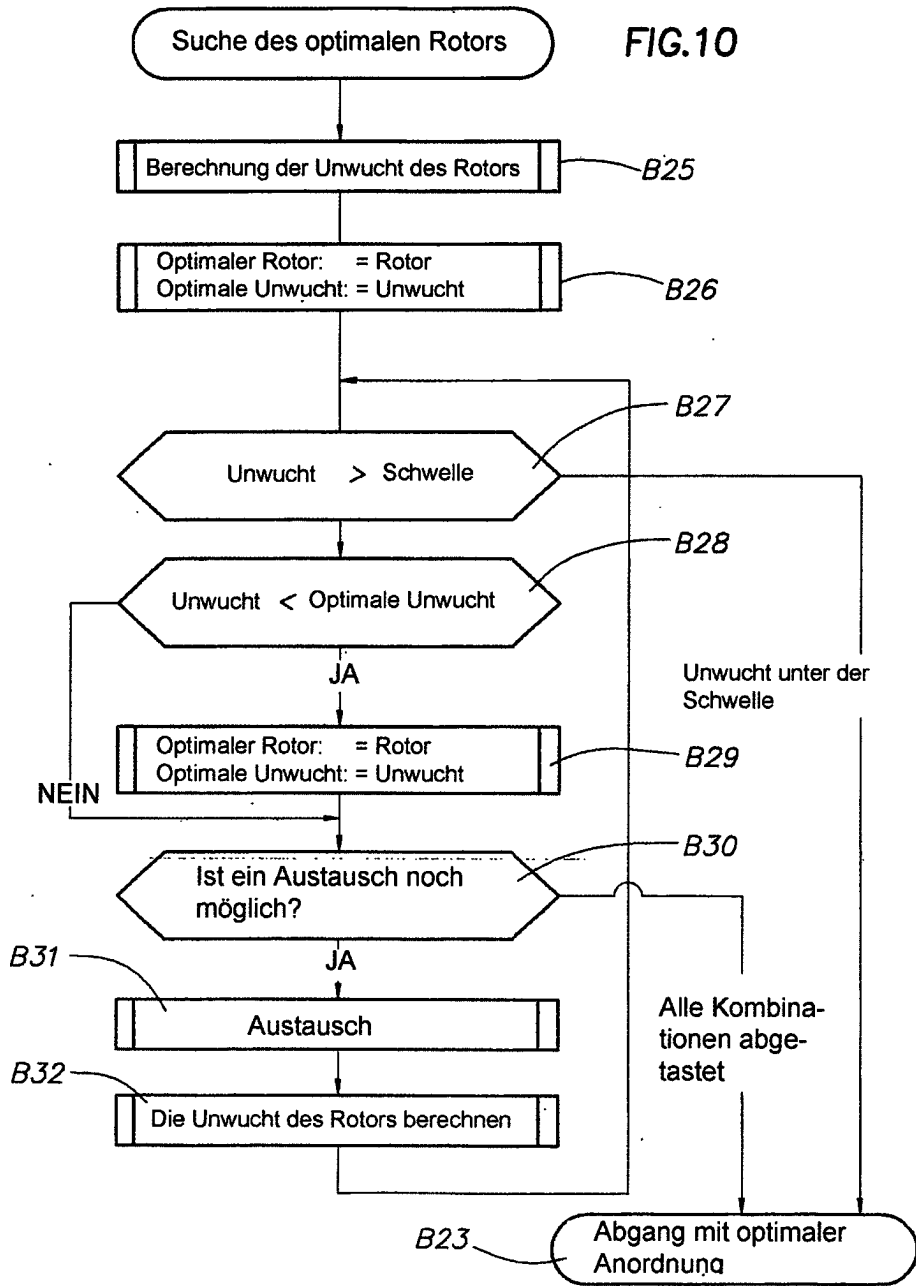 Suche des optimalen Rotors
FIG.10
Berechnung der Unwucht des Rotors
B25
Optimaler Rotor: = Rotor
Optimale Unwucht: = Unwucht
B26
B27
Unwucht > Schwelle
B28
Unwucht < Optimale Unwucht
JA
Unwucht unter der
Schwelle
Optimaler Rotor: = Rotor
Optimale Unwucht: = Unwucht
B29
NEIN
B30
Ist ein Austausch noch
möglich?
JA
B31
Austausch
Alle Kombina-
tionen abge-
tastet
B32
Die Unwucht des Rotors berechnen
B23
Abgang mit optimaler
Anordnung